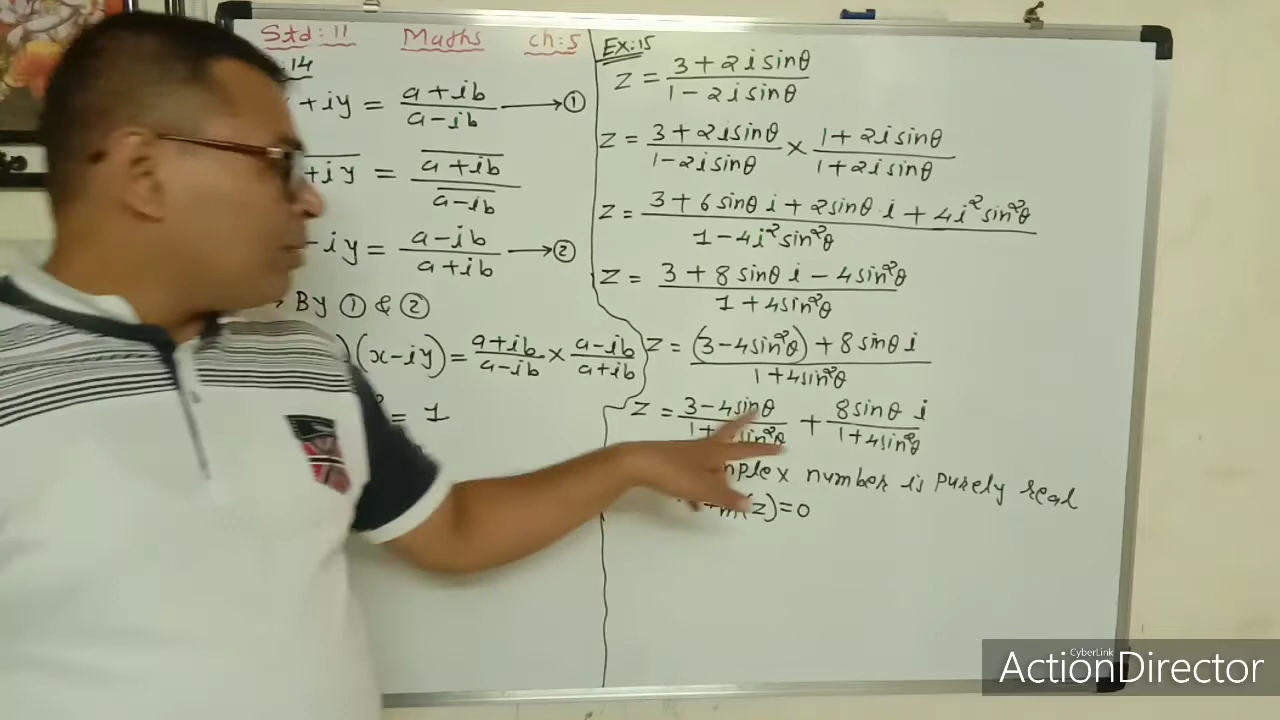 Std: 11 Maths ch: 5
14
+iy = a+ib / a-ib → ①
+iy = a+ib / a-ib
-iy = a-ib / a+ib → ②
By ① & ②
)(x-iy) = a+ib / a-ib × a-ib / a+ib
= 1
Ex: 15
z = 3+2i sinθ / 1-2i sinθ
z = 3+2i sinθ / 1-2i sinθ × 1+2i sinθ / 1+2i sinθ
z = 3+6 sinθ i + 2 sinθ i + 4i² sin²θ / 1-4i² sin²θ
z = 3+8 sinθ i - 4 sin²θ / 1+4 sin²θ
z = (3-4 sin²θ) + 8 sinθ i / 1+4 sin²θ
z = 3-4 sinθ / 1+ sin²θ + 8 sinθ i / 1+4 sin²θ
number is purely real
(z) = 0
CyberLink
ActionDirector